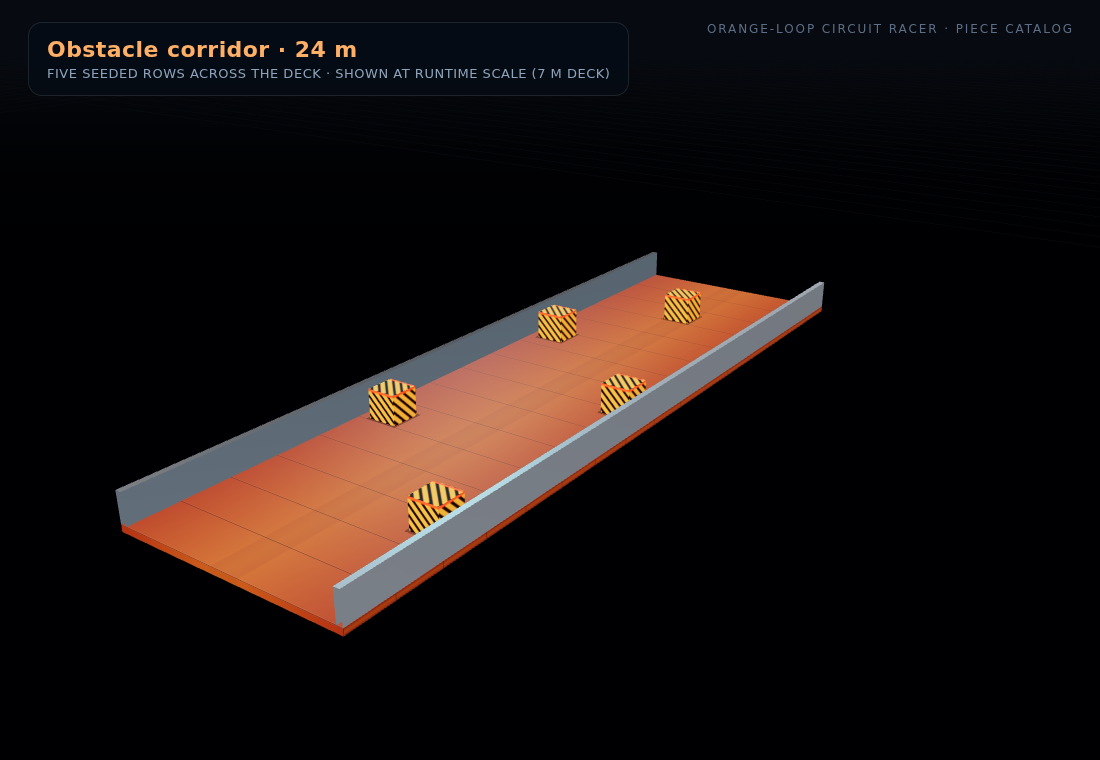 Obstacle corridor · 24 m
FIVE SEEDED ROWS ACROSS THE DECK · SHOWN AT RUNTIME SCALE (7 M DECK)
ORANGE-LOOP CIRCUIT RACER · PIECE CATALOG